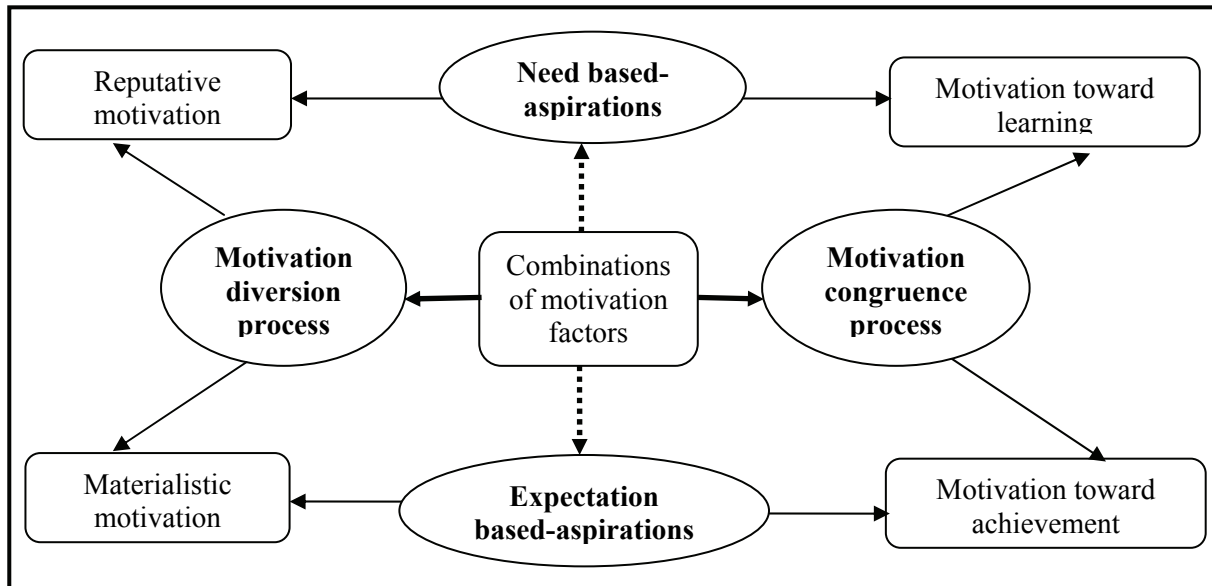 Reputative
motivation
Need based-
aspirations
Motivation toward
learning
Motivation
diversion
process
Combinations
of motivation
factors
Motivation
congruence
process
Materialistic
motivation
Expectation
based-aspirations
Motivation toward
achievement